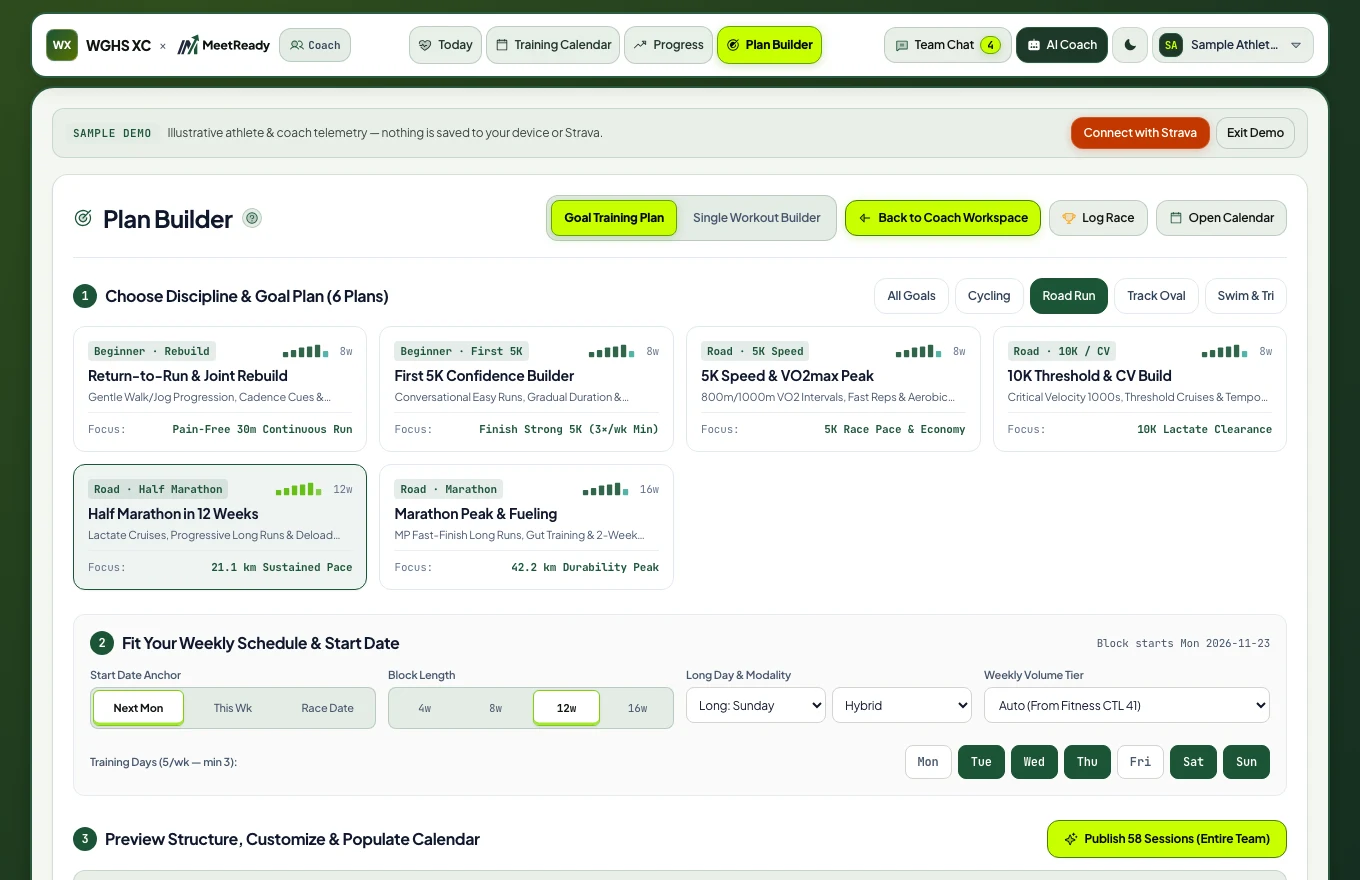 WX WGHS XC × MeetReady Coach Today Training Calendar Progress Plan Builder Team Chat 4 AI Coach SA Sample Athlet...
SAMPLE DEMO Illustrative athlete & coach telemetry — nothing is saved to your device or Strava. Connect with Strava Exit Demo
Plan Builder Goal Training Plan Single Workout Builder Back to Coach Workspace Log Race Open Calendar
1 Choose Discipline & Goal Plan (6 Plans) All Goals Cycling Road Run Track Oval Swim & Tri
Beginner · Rebuild 8w
Return-to-Run & Joint Rebuild
Gentle Walk/Jog Progression, Cadence Cues &...
Focus: Pain-Free 30m Continuous Run
Beginner · First 5K 8w
First 5K Confidence Builder
Conversational Easy Runs, Gradual Duration &...
Focus: Finish Strong 5K (3×/wk Min)
Road · 5K Speed 8w
5K Speed & VO2max Peak
800m/1000m VO2 Intervals, Fast Reps & Aerobic...
Focus: 5K Race Pace & Economy
Road · 10K / CV 8w
10K Threshold & CV Build
Critical Velocity 1000s, Threshold Cruises & Tempo...
Focus: 10K Lactate Clearance
Road · Half Marathon 12w
Half Marathon in 12 Weeks
Lactate Cruises, Progressive Long Runs & Deload...
Focus: 21.1 km Sustained Pace
Road · Marathon 16w
Marathon Peak & Fueling
MP Fast-Finish Long Runs, Gut Training & 2-Week...
Focus: 42.2 km Durability Peak
2 Fit Your Weekly Schedule & Start Date Block starts Mon 2026-11-23
Start Date Anchor Block Length Long Day & Modality Weekly Volume Tier
Next Mon This Wk Race Date 4w 8w 12w 16w Long: Sunday Hybrid Auto (From Fitness CTL 41)
Training Days (5/wk — min 3): Mon Tue Wed Thu Fri Sat Sun
3 Preview Structure, Customize & Populate Calendar Publish 58 Sessions (Entire Team)